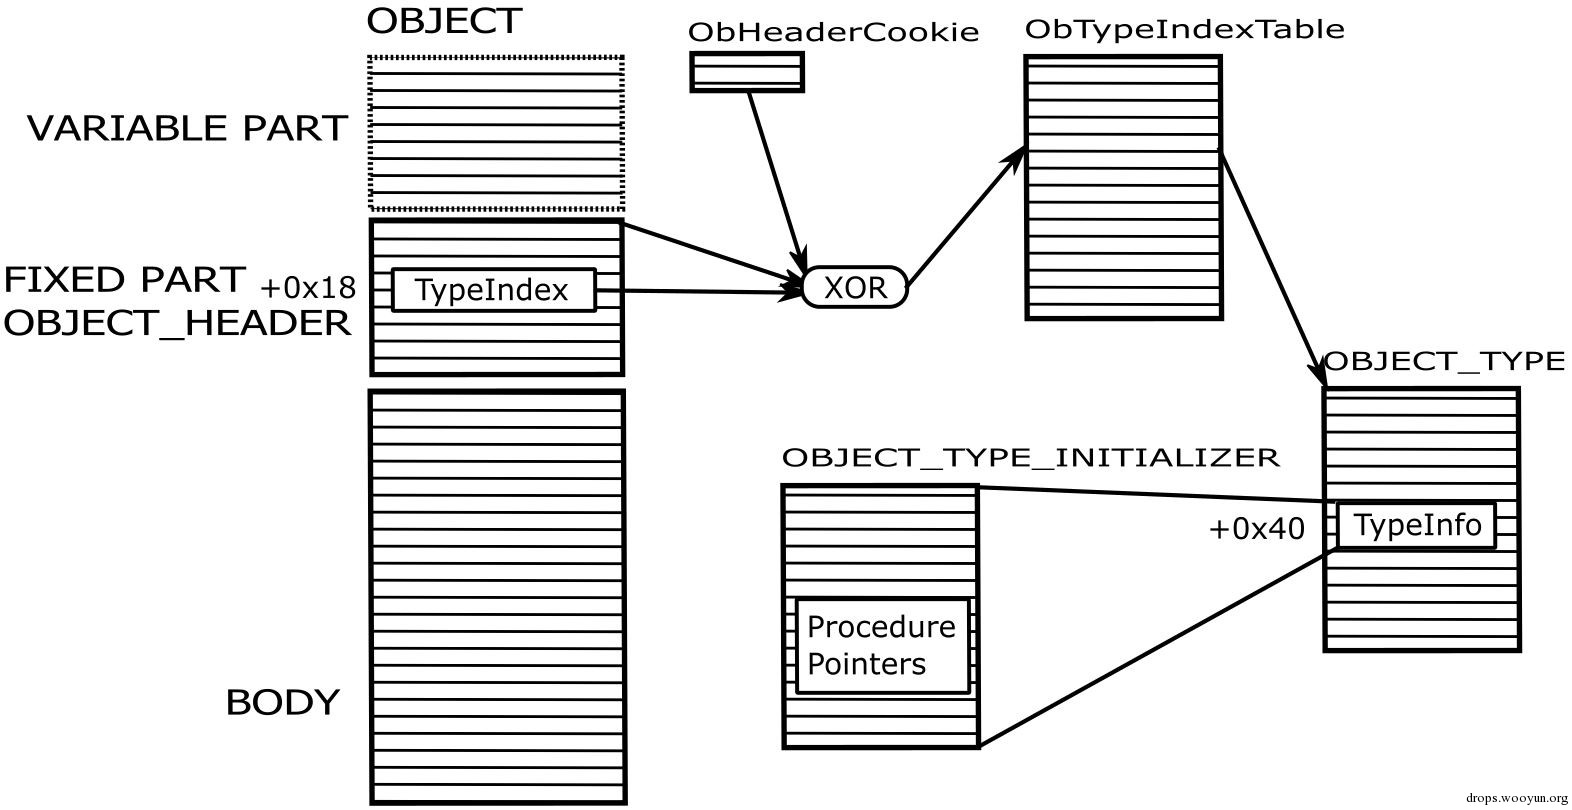 OBJECT
ObHeaderCookie
ObTypeIndexTable
VARIABLE PART
FIXED PART +0x18
OBJECT_HEADER
TypeIndex
XOR
OBJECT_TYPE
OBJECT_TYPE_INITIALIZER
+0x40
TypeInfo
Procedure
Pointers
BODY
drops.wooyun.org